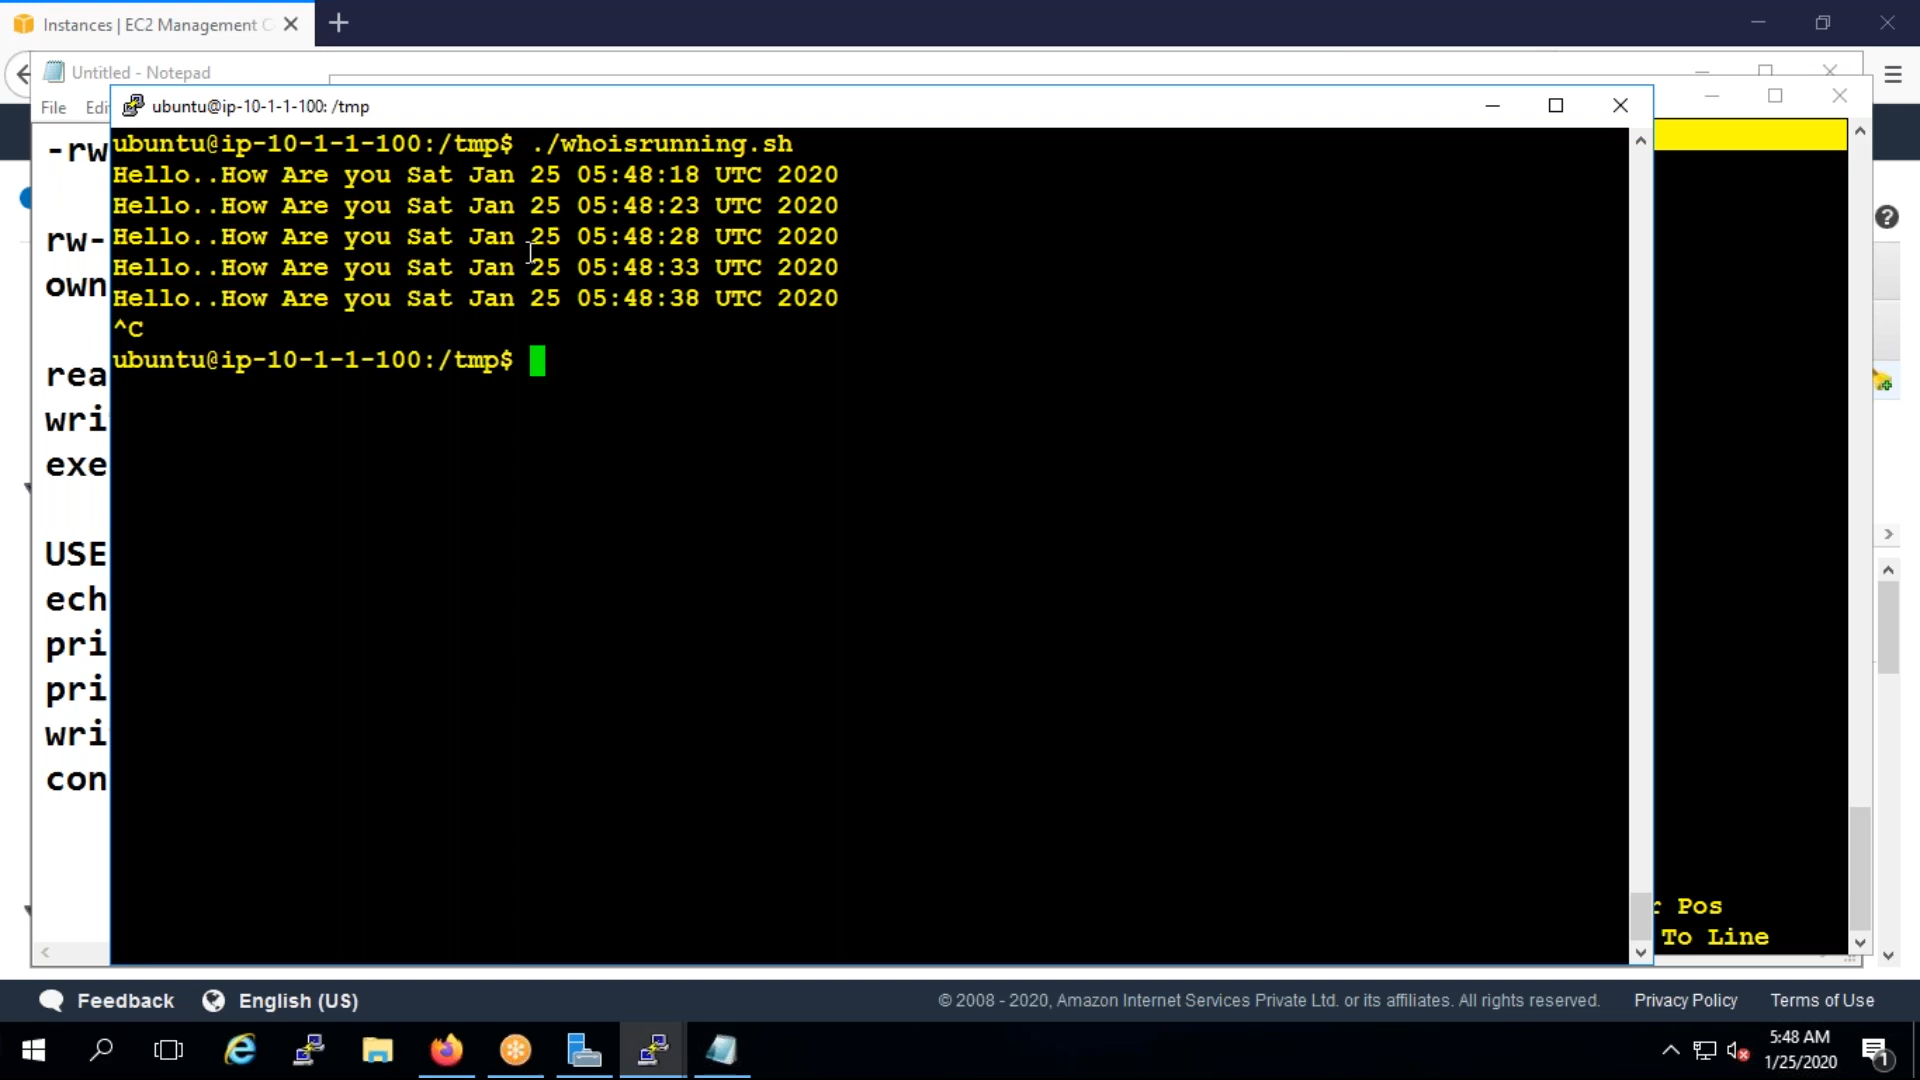 Instances | EC2 Management C
Untitled - Notepad
File Edi
ubuntu@ip-10-1-1-100: /tmp
-rw
rw-
own
rea
wri
exe
USE
ech
pri
pri
wri
con
ubuntu@ip-10-1-1-100:/tmp$ ./whoisrunning.sh
Hello..How Are you Sat Jan 25 05:48:18 UTC 2020
Hello..How Are you Sat Jan 25 05:48:23 UTC 2020
Hello..How Are you Sat Jan 25 05:48:28 UTC 2020
Hello..How Are you Sat Jan 25 05:48:33 UTC 2020
Hello..How Are you Sat Jan 25 05:48:38 UTC 2020
^C
ubuntu@ip-10-1-1-100:/tmp$
r Pos
To Line
Feedback English (US) © 2008 - 2020, Amazon Internet Services Private Ltd. or its affiliates. All rights reserved. Privacy Policy Terms of Use
5:48 AM
1/25/2020
1